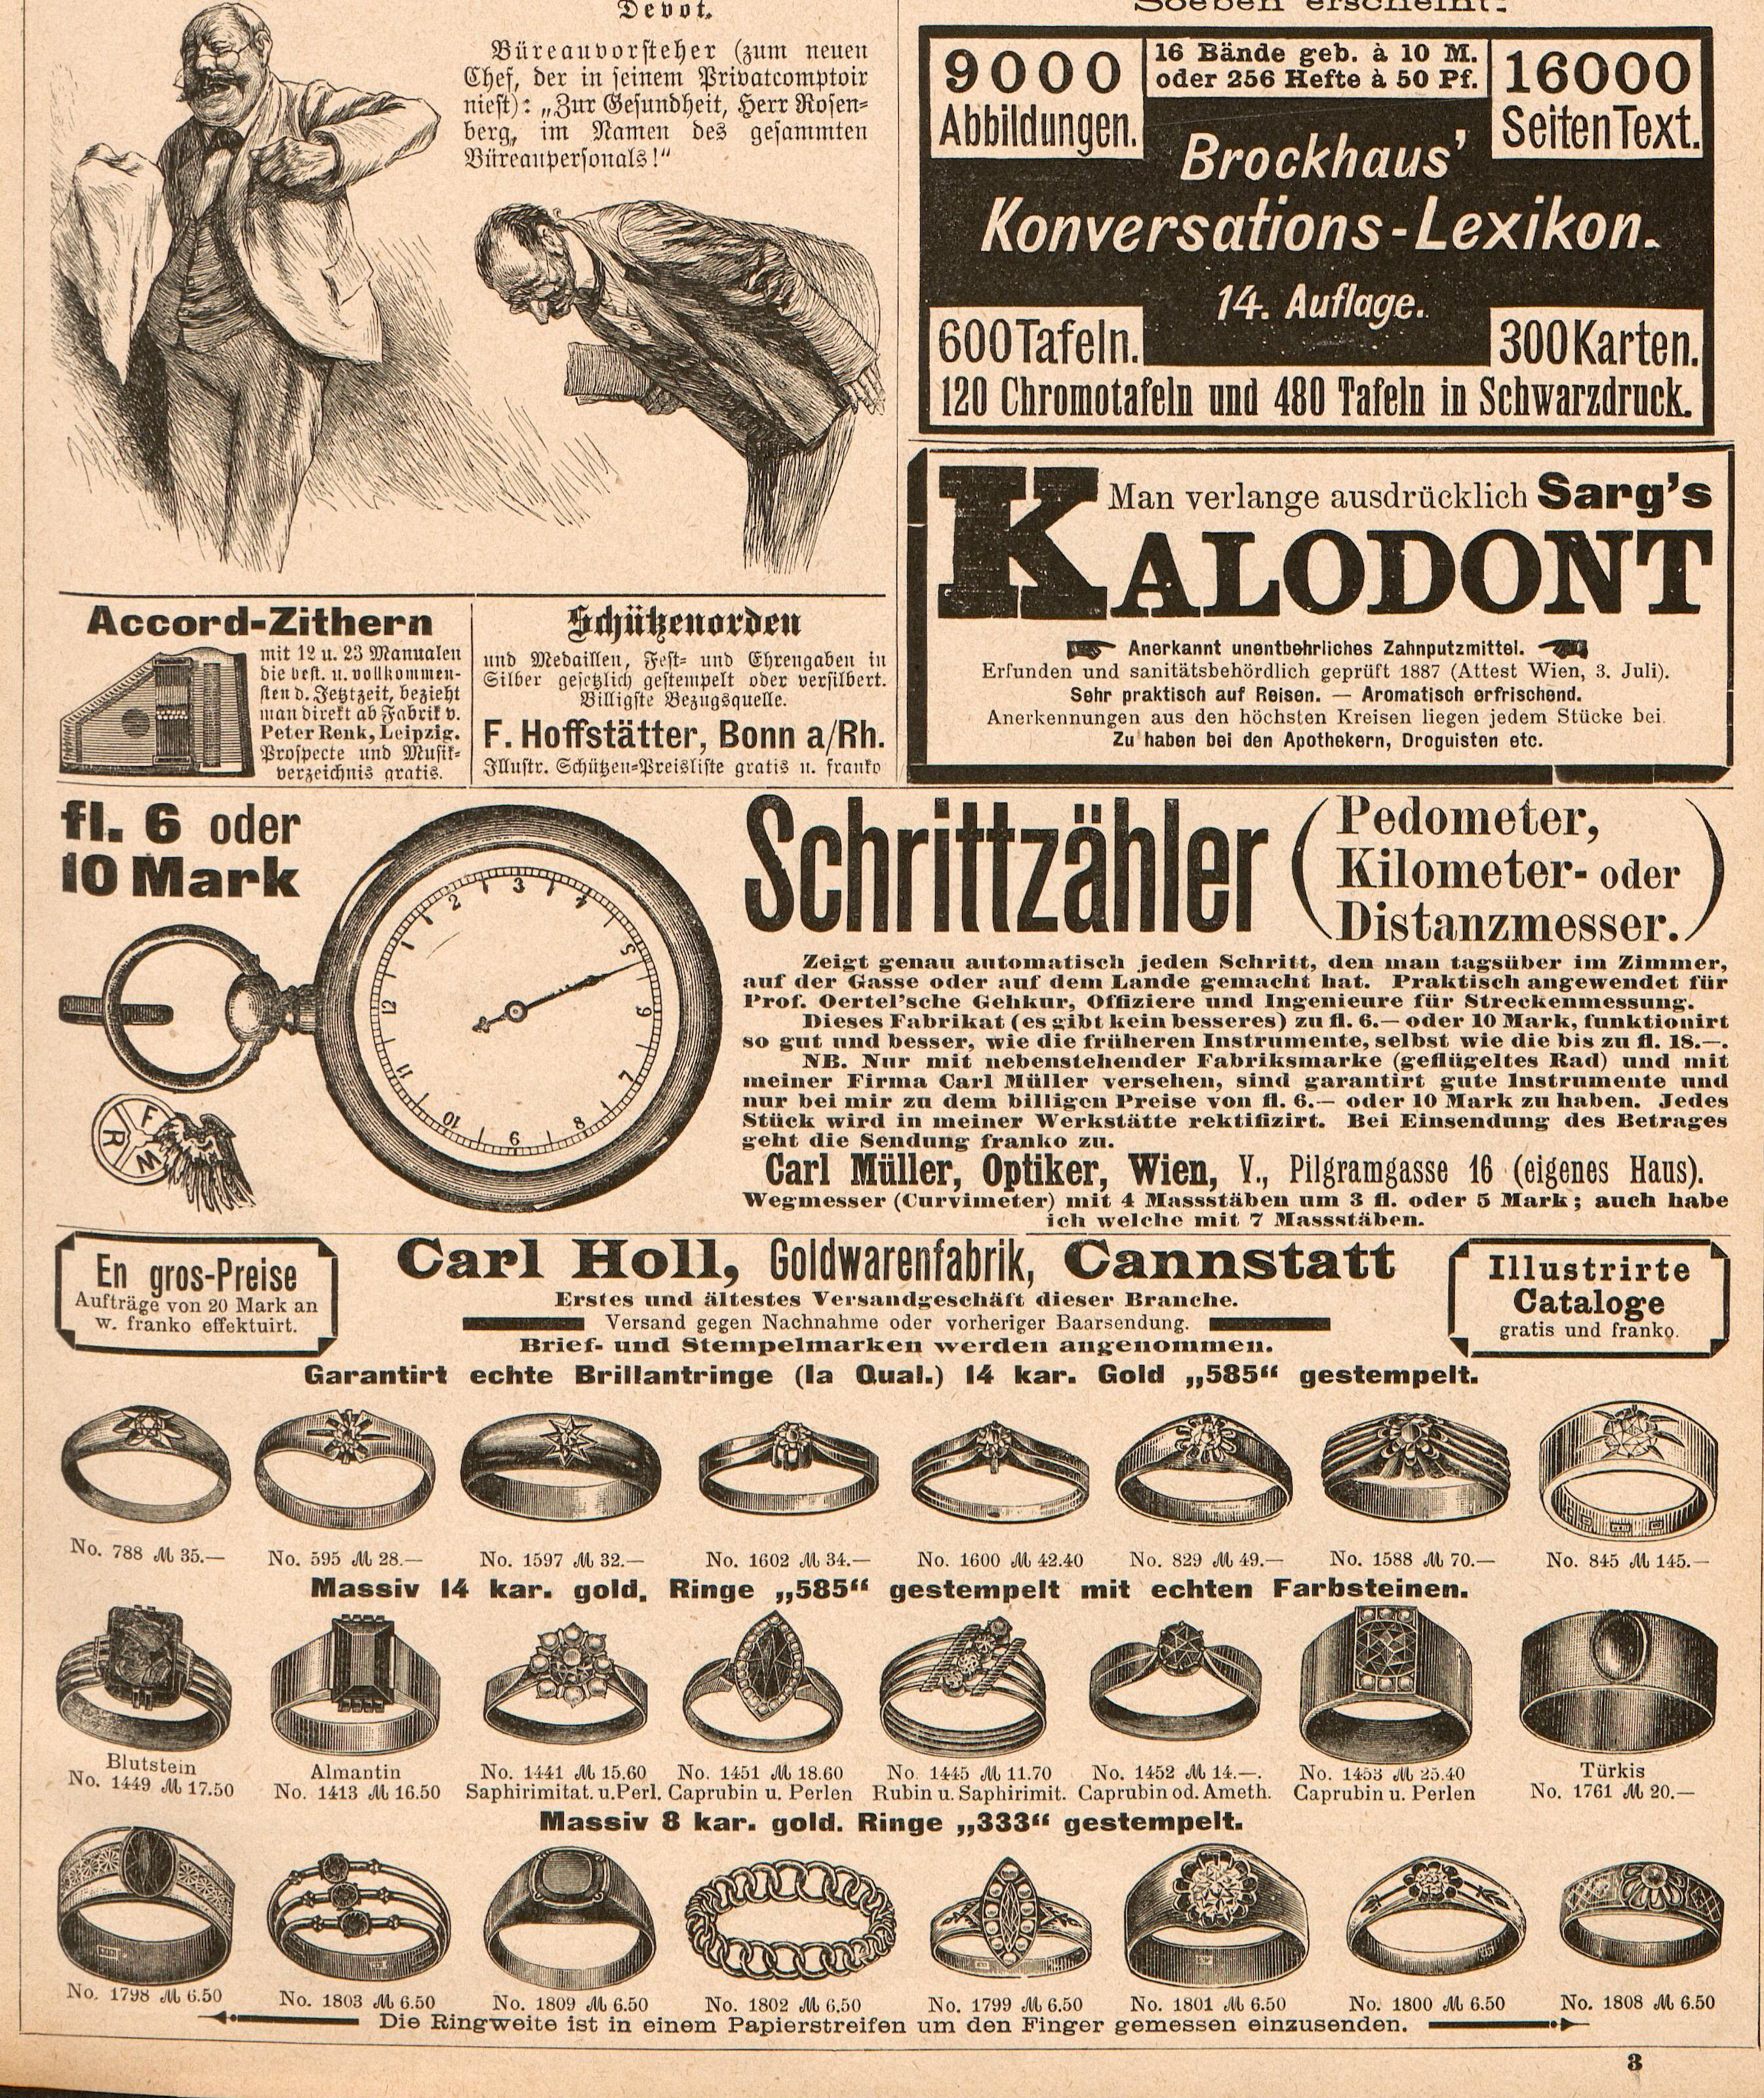 Devot.
Büreauvorsteher (zum neuen
Chef, der in seinem Privatcomptoir
niest): „Zur Gesundheit, Herr Rosen-
berg, im Namen des gesammten
Büreaupersonals!“
Soeben erscheint:
9000
Abbildungen.
16 Bände geb. à 10 M.
oder 256 Hefte à 50 Pf.
16000
Seiten Text.
Brockhaus’
Konversations-Lexikon.
14. Auflage.
600 Tafeln.
300 Karten.
120 Chromotafeln und 480 Tafeln in Schwarzdruck.
Man verlange ausdrücklich Sarg’s
KALODONT
Anerkannt unentbehrliches Zahnputzmittel.
Erfunden und sanitätsbehördlich geprüft 1887 (Attest Wien, 3. Juli).
Sehr praktisch auf Reisen. — Aromatisch erfrischend.
Anerkennungen aus den höchsten Kreisen liegen jedem Stücke bei.
Zu haben bei den Apothekern, Droguisten etc.
Accord-Zithern
mit 12 u. 23 Manualen
die best. u. vollkommen-
sten d. Jetztzeit, bezieht
man direkt ab Fabrik v.
Peter Renk, Leipzig.
Prospecte und Musik-
verzeichnis gratis.
Schützenorden
und Medaillen, Fest- und Ehrengaben in
Silber gesetzlich gestempelt oder versilbert.
Billigste Bezugsquelle.
F. Hoffstätter, Bonn a/Rh.
Illustr. Schützen-Preisliste gratis u. franko
fl. 6 oder
10 Mark
1 2 3 4 5 6 7 8 9 10 11 12
F R W
Schrittzähler
(Pedometer,
Kilometer- oder
Distanzmesser.)
Zeigt genau automatisch jeden Schritt, den man tagsüber im Zimmer,
auf der Gasse oder auf dem Lande gemacht hat. Praktisch angewendet für
Prof. Oertel’sche Gehkur, Offiziere und Ingenieure für Streckenmessung.
Dieses Fabrikat (es gibt kein besseres) zu fl. 6.— oder 10 Mark, funktionirt
so gut und besser, wie die früheren Instrumente, selbst wie die bis zu fl. 18.—.
NB. Nur mit nebenstehender Fabriksmarke (geflügeltes Rad) und mit
meiner Firma Carl Müller versehen, sind garantirt gute Instrumente und
nur bei mir zu dem billigen Preise von fl. 6.— oder 10 Mark zu haben. Jedes
Stück wird in meiner Werkstätte rektifizirt. Bei Einsendung des Betrages
geht die Sendung franko zu.
Carl Müller, Optiker, Wien, V., Pilgramgasse 16 (eigenes Haus).
Wegmesser (Curvimeter) mit 4 Massstäben um 3 fl. oder 5 Mark; auch habe
ich welche mit 7 Massstäben.
En gros-Preise
Aufträge von 20 Mark an
w. franko effektuirt.
Carl Holl, Goldwarenfabrik, Cannstatt
Erstes und ältestes Versandgeschäft dieser Branche.
Versand gegen Nachnahme oder vorheriger Baarsendung.
Brief- und Stempelmarken werden angenommen.
Illustrirte
Cataloge
gratis und franko.
Garantirt echte Brillantringe (Ia Qual.) 14 kar. Gold „585“ gestempelt.
No. 788 M 35.— No. 595 M 28.— No. 1597 M 32.— No. 1602 M 34.— No. 1600 M 42.40 No. 829 M 49.— No. 1588 M 70.— No. 845 M 145.—
Massiv 14 kar. gold. Ringe „585“ gestempelt mit echten Farbsteinen.
Blutstein
No. 1449 M 17.50
Almantin
No. 1413 M 16.50
No. 1441 M 15.60
Saphirimitat. u. Perl.
No. 1451 M 18.60
Caprubin u. Perlen
No. 1445 M 11.70
Rubin u. Saphirimit.
No. 1452 M 14.—.
Caprubin od. Ameth.
No. 1453 M 25.40
Caprubin u. Perlen
Türkis
No. 1761 M 20.—
Massiv 8 kar. gold. Ringe „333“ gestempelt.
No. 1798 M 6.50 No. 1803 M 6.50 No. 1809 M 6.50 No. 1802 M 6.50 No. 1799 M 6.50 No. 1801 M 6.50 No. 1800 M 6.50 No. 1808 M 6.50
Die Ringweite ist in einem Papierstreifen um den Finger gemessen einzusenden.
3